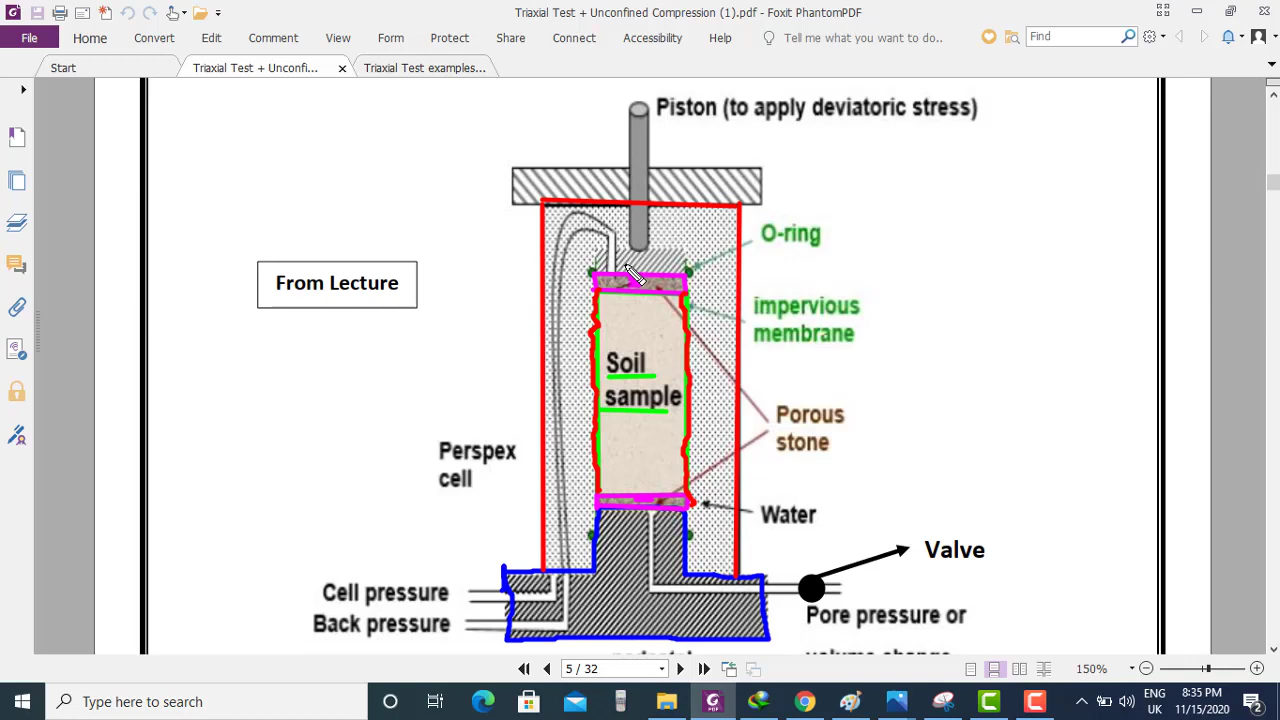 Triaxial Test + Unconfined Compression (1).pdf - Foxit PhantomPDF
File Home Convert Edit Comment View Form Protect Share Connect Accessibility Help Tell me what you want to do.. Find
Start Triaxial Test + Unconfi... Triaxial Test examples...
Piston (to apply deviatoric stress)
O-ring
From Lecture
impervious
membrane
Soil
sample
Porous
stone
Perspex
cell
Water
Valve
Cell pressure
Back pressure
Pore pressure or
5 / 32
150%
Type here to search
ENG
UK
8:35 PM
11/15/2020
2